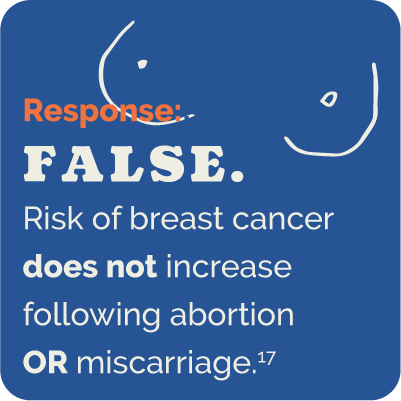 Response:
FALSE.
Risk of breast cancer
does not increase
following abortion
OR miscarriage.¹⁷